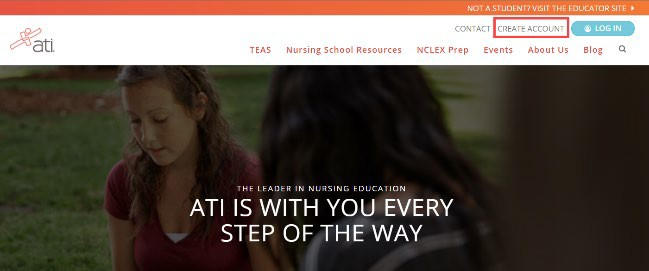 NOT A STUDENT? VISIT THE EDUCATOR SITE
CONTACT CREATE ACCOUNT LOG IN
ati
TEAS Nursing School Resources NCLEX Prep Events About Us Blog
THE LEADER IN NURSING EDUCATION
ATI IS WITH YOU EVERY
STEP OF THE WAY